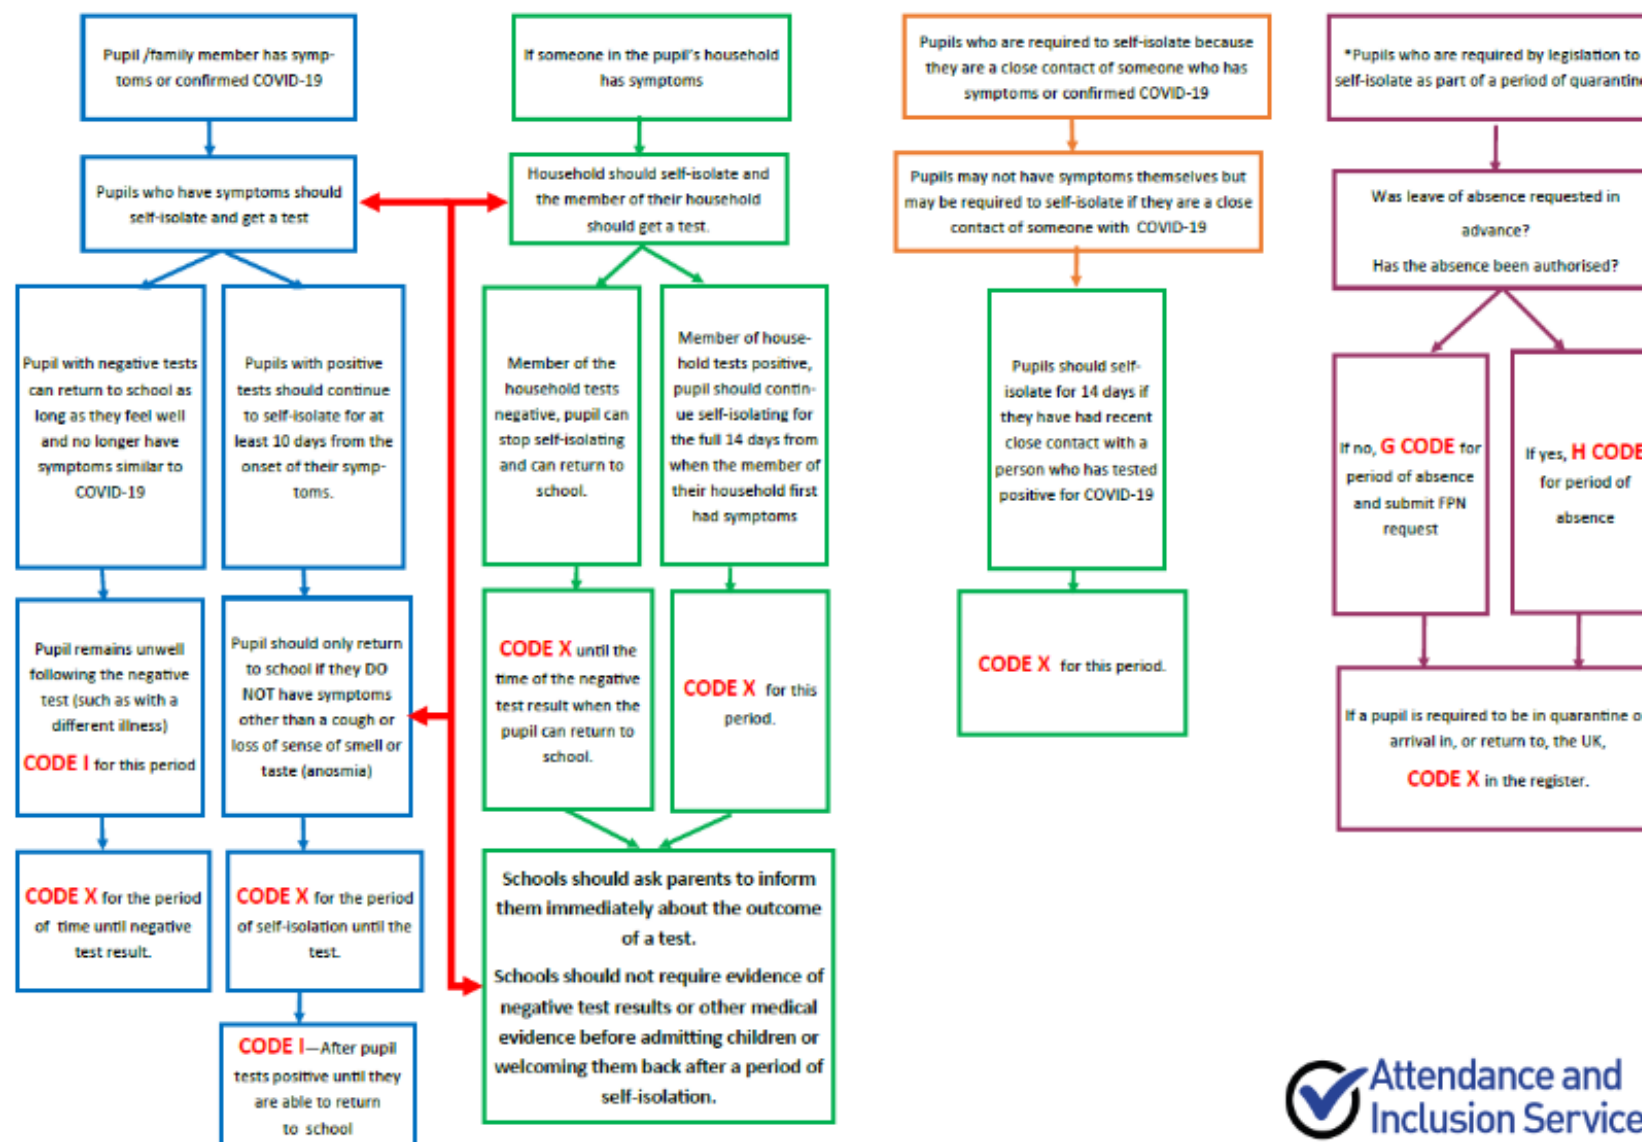 Pupil /family member has symp-
toms or confirmed COVID-19
Pupils who have symptoms should
self-isolate and get a test
Pupil with negative tests
can return to school as
long as they feel well
and no longer have
symptoms similar to
COVID-19
Pupils with positive
tests should continue
to self-isolate for at
least 10 days from the
onset of their symp-
toms.
Pupil remains unwell
following the negative
test (such as with a
different illness)
CODE I for this period
Pupil should only return
to school if they DO
NOT have symptoms
other than a cough or
loss of sense of smell or
taste (anosmia)
CODE X for the period
of time until negative
test result.
CODE X for the period
of self-isolation until the
test.
CODE I—After pupil
tests positive until they
are able to return
to school
If someone in the pupil's household
has symptoms
Household should self-isolate and
the member of their household
should get a test.
Member of the
household tests
negative, pupil can
stop self-isolating
and can return to
school.
Member of house-
hold tests positive,
pupil should contin-
ue self-isolating for
the full 14 days from
when the member of
their household first
had symptoms
CODE X until the
time of the negative
test result when the
pupil can return to
school.
CODE X for this
period.
Schools should ask parents to inform
them immediately about the outcome
of a test.
Schools should not require evidence of
negative test results or other medical
evidence before admitting children or
welcoming them back after a period of
self-isolation.
Pupils who are required to self-isolate because
they are a close contact of someone who has
symptoms or confirmed COVID-19
Pupils may not have symptoms themselves but
may be required to self-isolate if they are a close
contact of someone with COVID-19
Pupils should self-
isolate for 14 days if
they have had recent
close contact with a
person who has tested
positive for COVID-19
CODE X for this period.
*Pupils who are required by legislation to
self-isolate as part of a period of quarantine
Was leave of absence requested in
advance?
Has the absence been authorised?
If no, G CODE for
period of absence
and submit FPN
request
If yes, H CODE
for period of
absence
If a pupil is required to be in quarantine o
arrival in, or return to, the UK,
CODE X in the register.
Attendance and
Inclusion Service